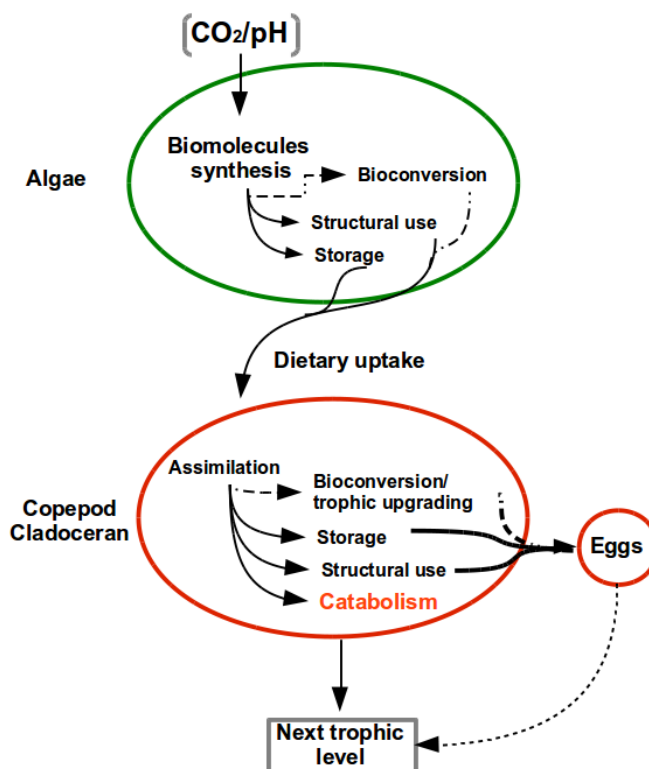 [CO₂/pH]
Biomolecules
synthesis
Algae
Bioconversion
Structural use
Storage
Dietary uptake
Assimilation
Bioconversion/
trophic upgrading
Copepod
Cladoceran
Storage
Eggs
Structural use
Catabolism
Next trophic
level